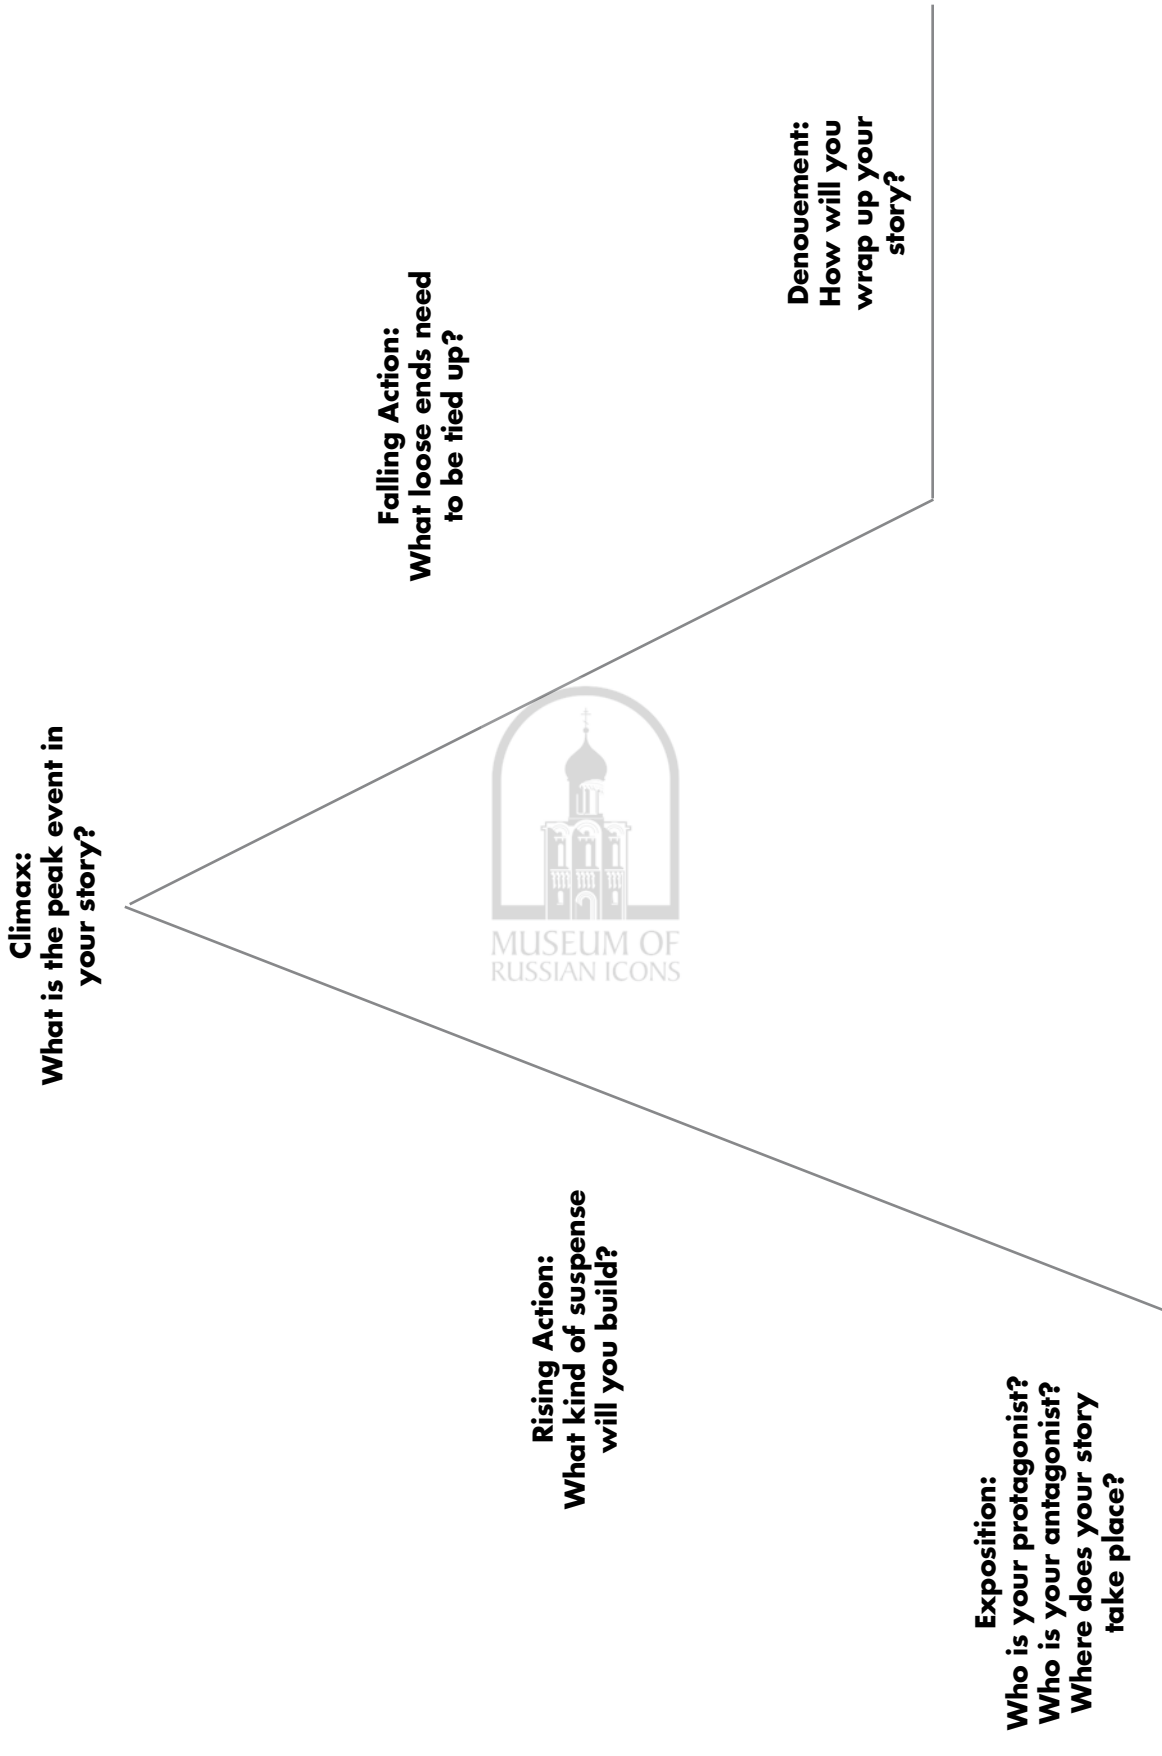 Climax:
What is the peak event in
your story?
Falling Action:
What loose ends need
to be tied up?
Rising Action:
What kind of suspense
will you build?
Denouement:
How will you
wrap up your
story?
Exposition:
Who is your protagonist?
Who is your antagonist?
Where does your story
take place?
MUSEUM OF
RUSSIAN ICONS